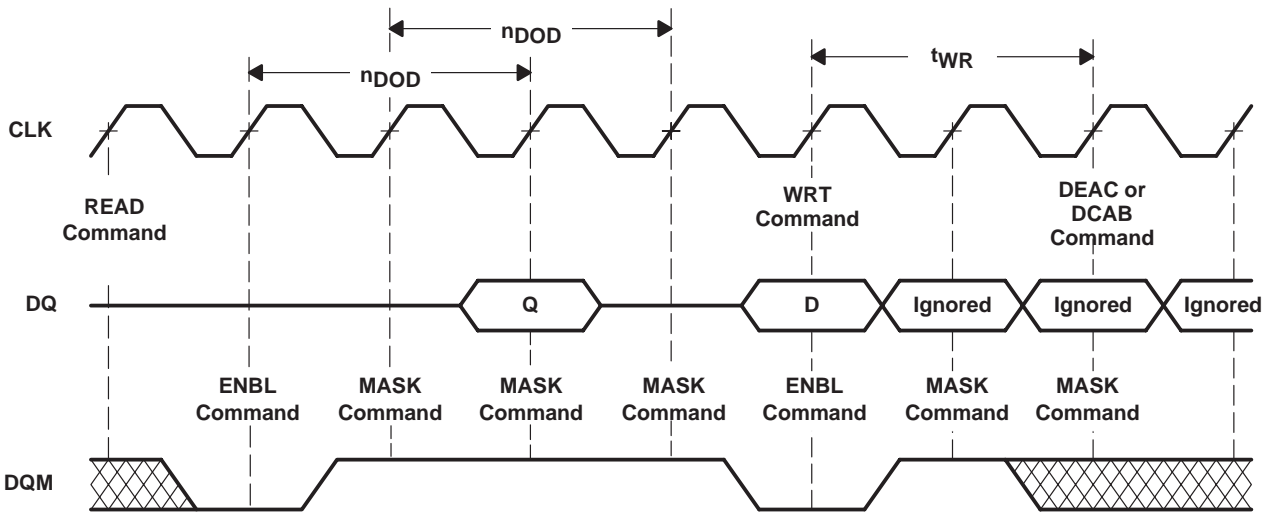 nDOD
nDOD
tWR
CLK
READ
Command
WRT
Command
DEAC or
DCAB
Command
DQ
Q
D
Ignored
Ignored
Ignored
ENBL
Command
MASK
Command
MASK
Command
MASK
Command
ENBL
Command
MASK
Command
MASK
Command
DQM